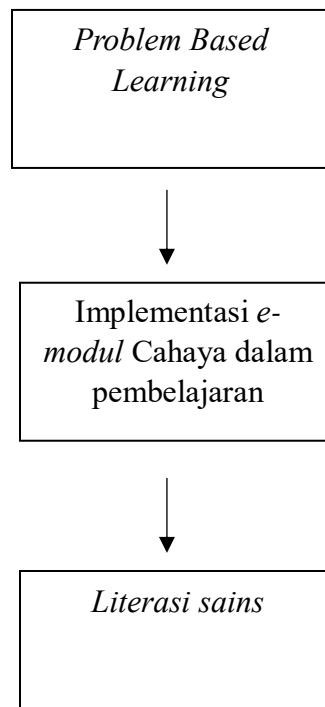 Problem Based
Learning
Implementasi e-
modul Cahaya dalam
pembelajaran
Literasi sains